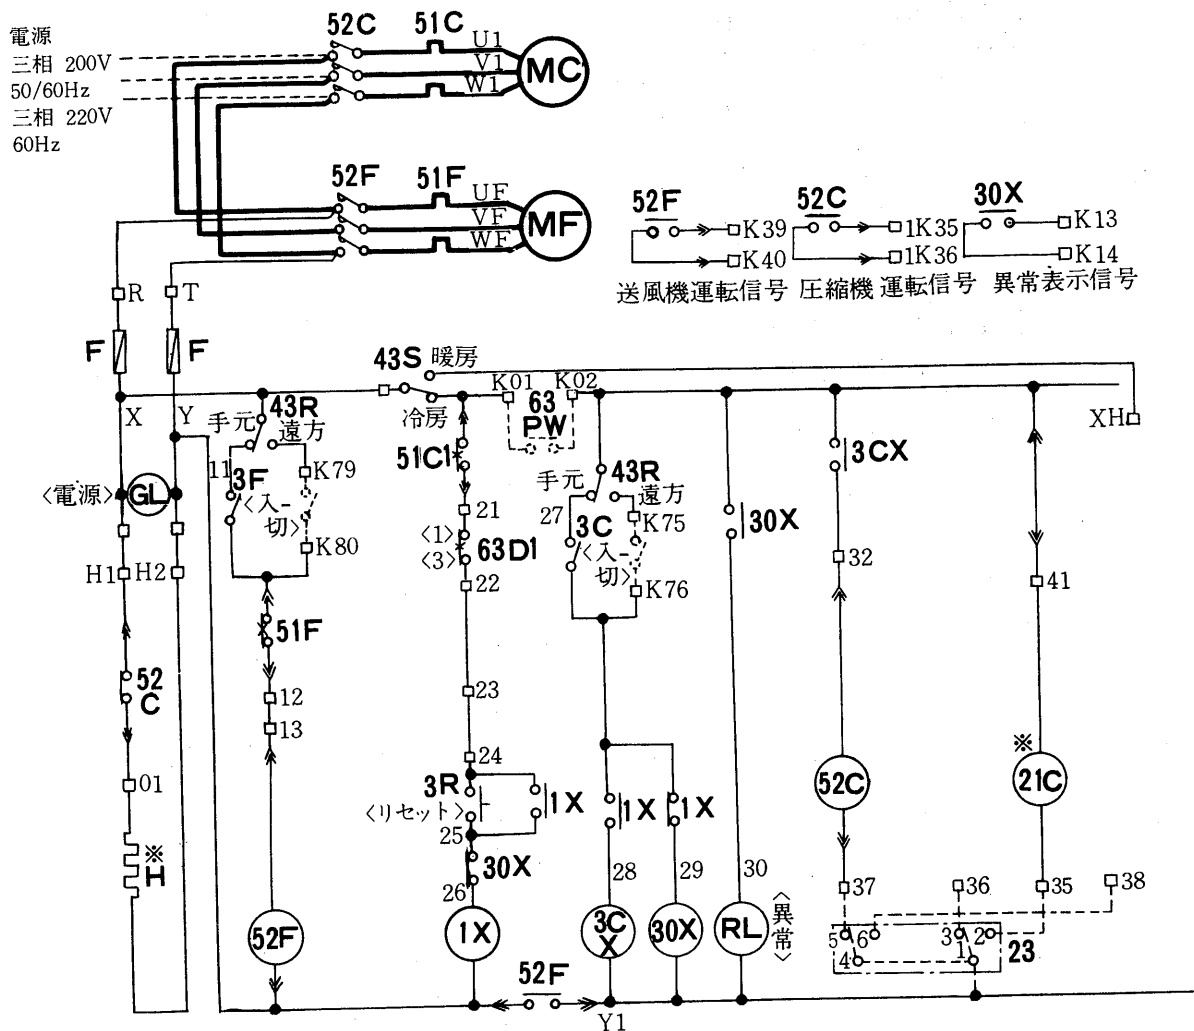 電源
三相 200V
50/60Hz
三相 220V
60Hz
52C
51C
U1
V1
W1
MC
52F
51F
UF
VF
WF
MF
52F
K39
K40
送風機運転信号
52C
1K35
1K36
圧縮機運転信号
30X
K13
K14
異常表示信号
R
T
F
F
43S 暖房
冷房
K01
K02
63
PW
XH
X
Y
手元
43R
遠方
11
3F
〈入-
切〉
K79
K80
〈電源〉
GL
H1
H2
51C1
21
〈1〉
〈3〉
63D1
22
手元
43R
遠方
27
3C
〈入-
切〉
K75
K76
30X
3CX
32
41
51F
12
13
52
C
01
※
H
23
24
3R
〈リセット〉
1X
25
30X
26
1X
1X
28
29
30
52C
※
21C
37
36
35
38
52F
1X
3C
X
30X
RL
〈異常〉
5
6
4
3
2
1
23
52F
Y1